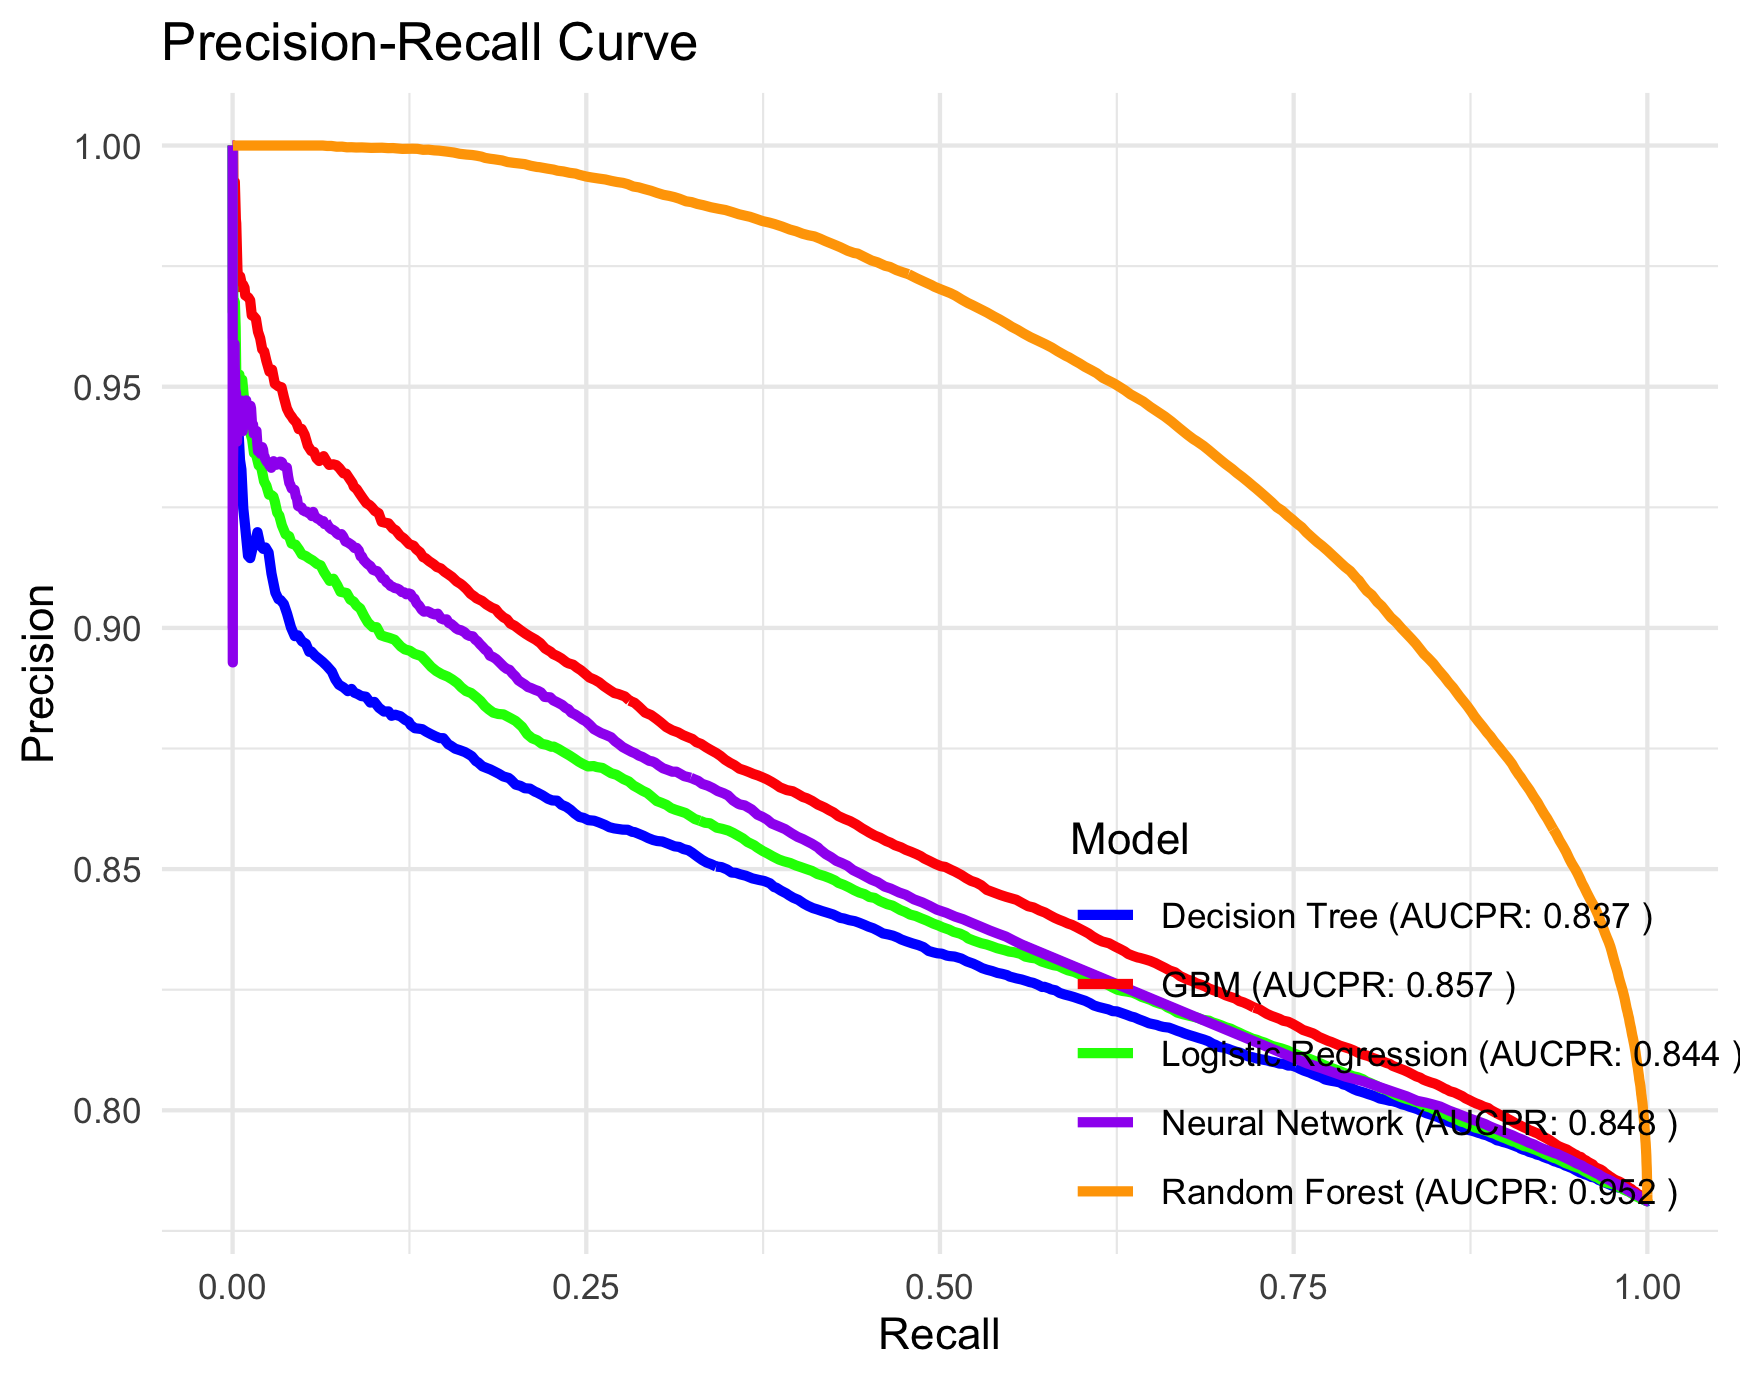 Precision-Recall Curve
1.00
0.95
0.90
0.85
0.80
Precision
Model
Decision Tree (AUCPR: 0.837 )
GBM (AUCPR: 0.857 )
Logistic Regression (AUCPR: 0.844 )
Neural Network (AUCPR: 0.848 )
Random Forest (AUCPR: 0.952 )
0.00 0.25 0.50 0.75 1.00
Recall